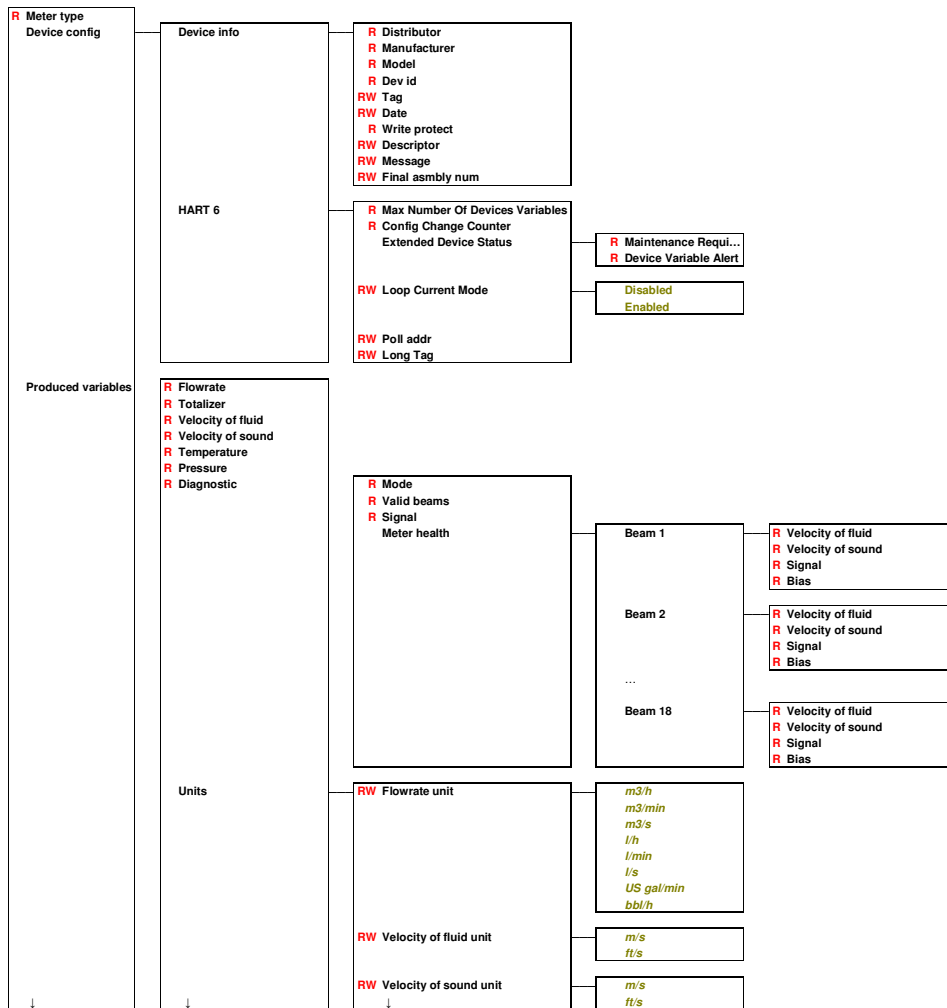 R Meter type
Device config
Device info
R Distributor
R Manufacturer
R Model
R Dev id
RW Tag
RW Date
R Write protect
RW Descriptor
RW Message
RW Final asmbly num
HART 6
R Max Number Of Devices Variables
R Config Change Counter
Extended Device Status
R Maintenance Requi...
R Device Variable Alert
RW Loop Current Mode
Disabled
Enabled
RW Poll addr
RW Long Tag
Produced variables
R Flowrate
R Totalizer
R Velocity of fluid
R Velocity of sound
R Temperature
R Pressure
R Diagnostic
R Mode
R Valid beams
R Signal
Meter health
Beam 1
R Velocity of fluid
R Velocity of sound
R Signal
R Bias
Beam 2
R Velocity of fluid
R Velocity of sound
R Signal
R Bias
...
Beam 18
R Velocity of fluid
R Velocity of sound
R Signal
R Bias
Units
RW Flowrate unit
m3/h
m3/min
m3/s
l/h
l/min
l/s
US gal/min
bbl/h
RW Velocity of fluid unit
m/s
ft/s
RW Velocity of sound unit
m/s
ft/s
↓ ↓ ↓